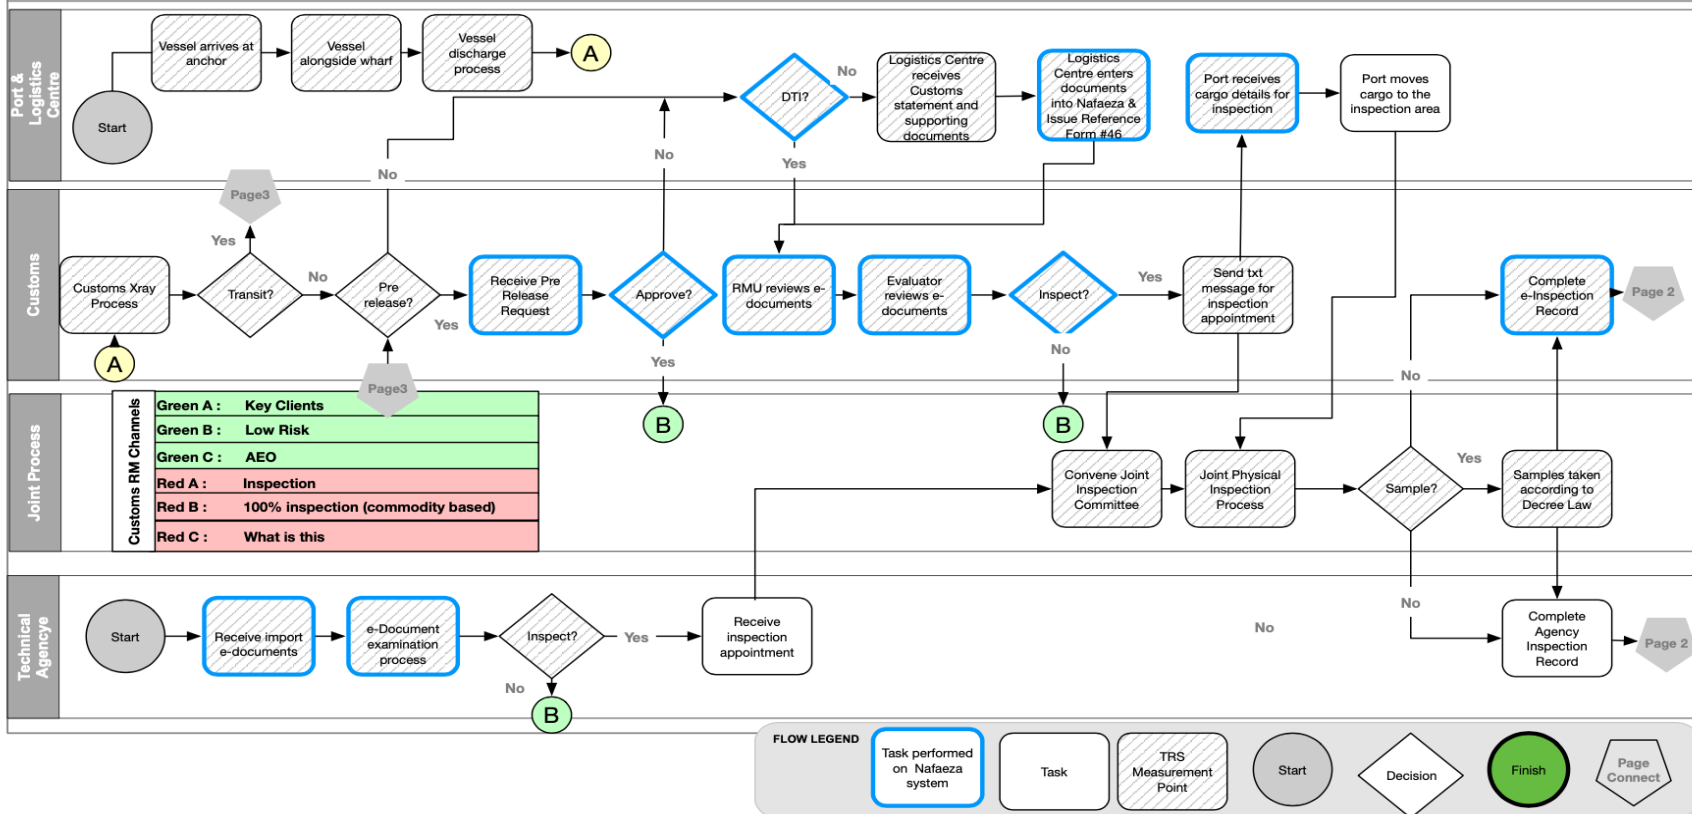 Port &
Logistics
Centre
Vessel arrives at
anchor
Vessel
alongside wharf
Vessel
discharge
process
A
Start
DTI?
No
Yes
Logistics Centre
receives
Customs
statement and
supporting
documents
Logistics
Centre enters
documents
into Nafaeza &
Issue Reference
Form #46
Port receives
cargo details for
inspection
Port moves
cargo to the
inspection area
Customs
Page3
Yes
Customs Xray
Process
Transit?
No
No
Pre
release?
Yes
Receive Pre
Release
Request
No
Approve?
Yes
RMU reviews e-
documents
Evaluator
reviews e-
documents
Inspect?
Yes
No
Send txt
message for
inspection
appointment
Complete
e-Inspection
Record
Page 2
A
Page3
B
B
Joint Process
Customs RM Channels
Green A : Key Clients
Green B : Low Risk
Green C : AEO
Red A : Inspection
Red B : 100% inspection (commodity based)
Red C : What is this
Convene Joint
Inspection
Committee
Joint Physical
Inspection
Process
No
Sample?
Yes
No
Samples taken
according to
Decree Law
Technical
Agencye
Start
Receive import
e-documents
e-Document
examination
process
Inspect?
Yes
No
B
Receive
inspection
appointment
No
Complete
Agency
Inspection
Record
Page 2
FLOW LEGEND
Task performed
on Nafaeza
system
Task
TRS
Measurement
Point
Start
Decision
Finish
Page
Connect